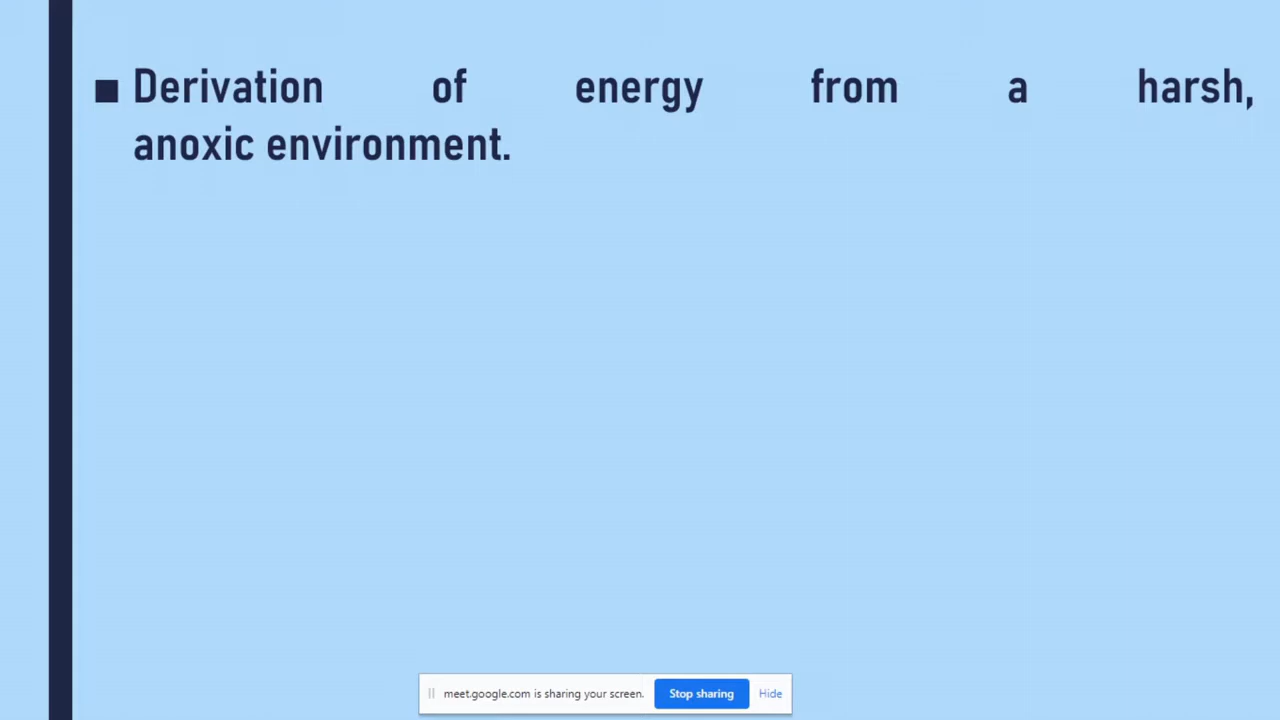 ■ Derivation of energy from a harsh,
anoxic environment.
meet.google.com is sharing your screen. Stop sharing Hide